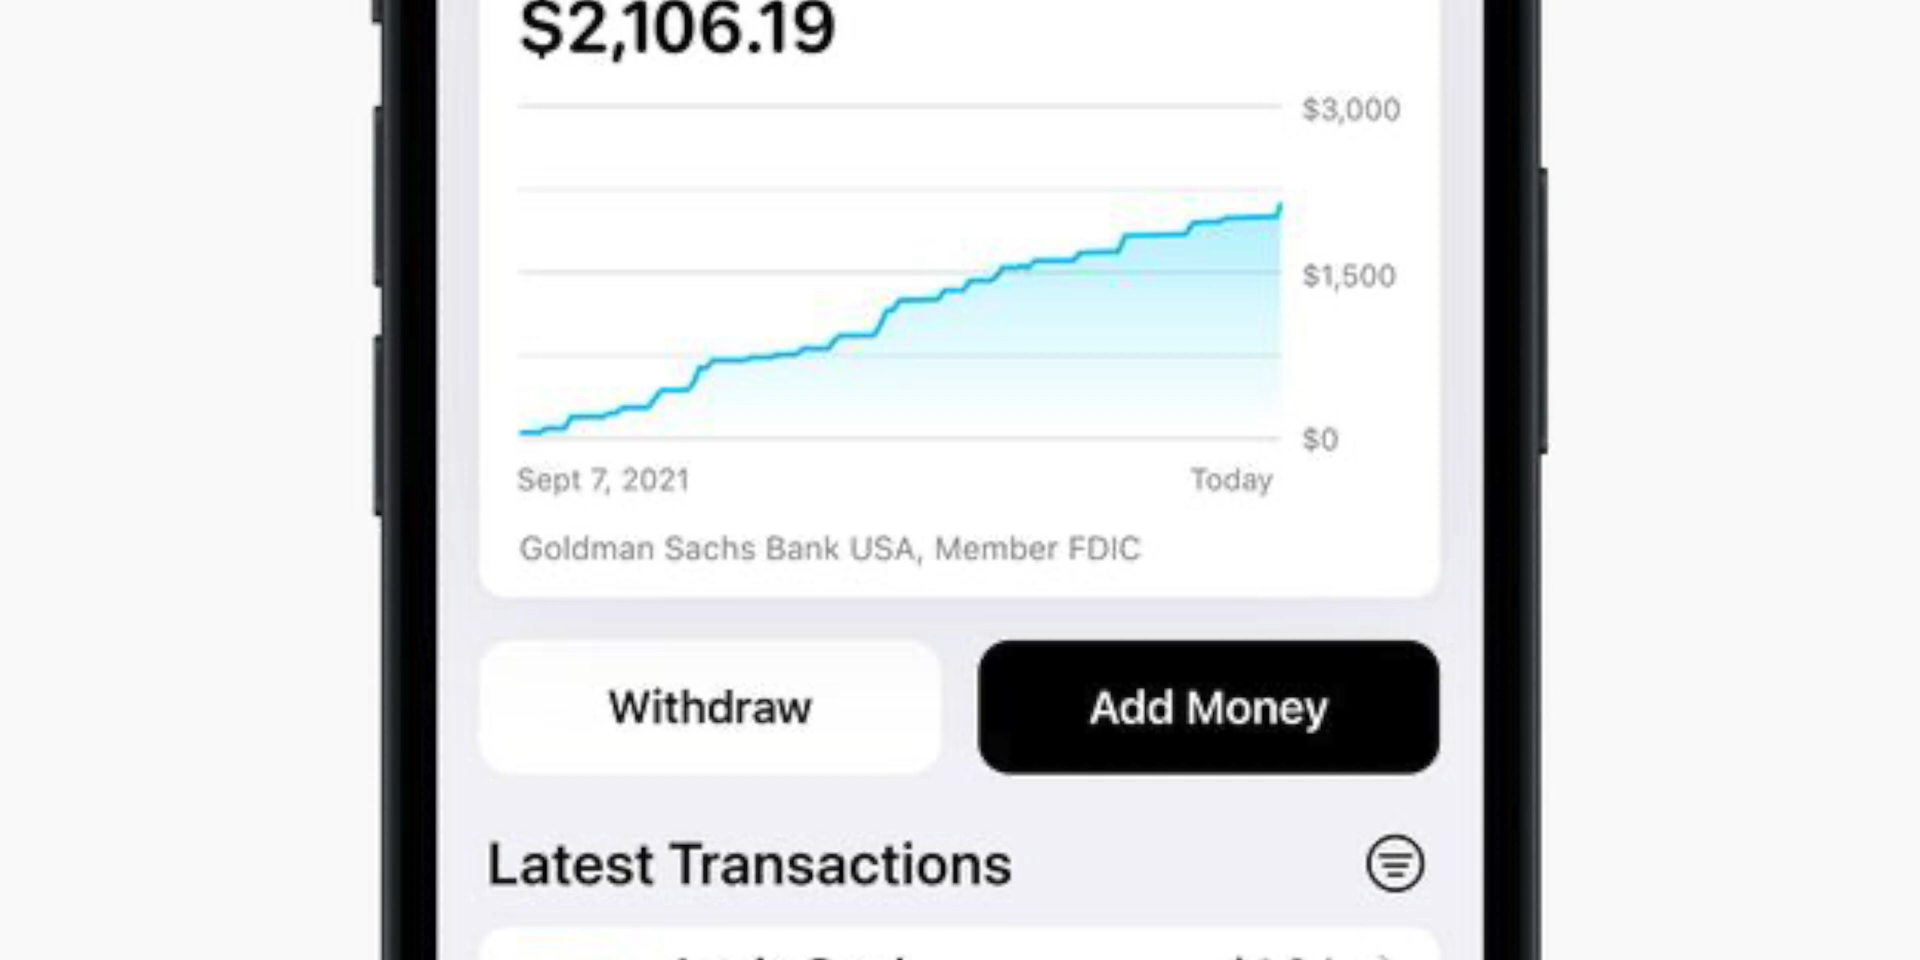 $2,106.19
$3,000
$1,500
$0
Sept 7, 2021 Today
Goldman Sachs Bank USA, Member FDIC
Withdraw Add Money
Latest Transactions